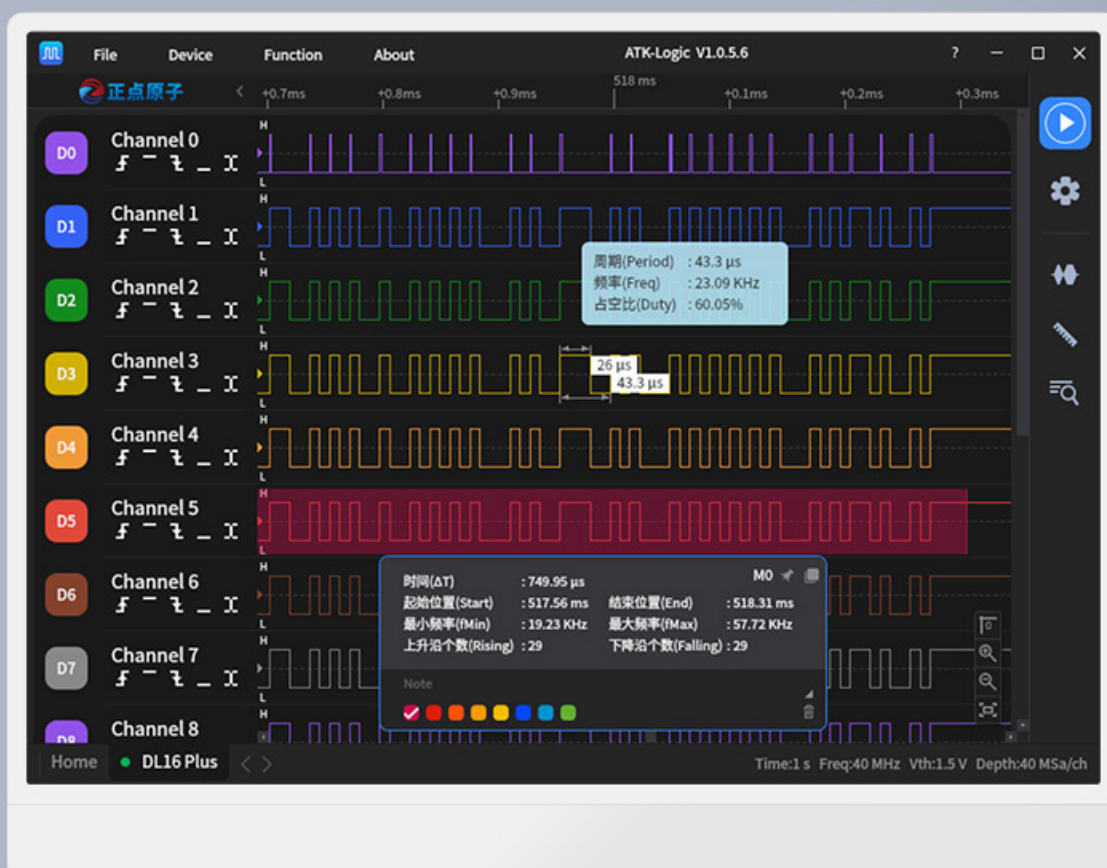 File Device Function About ATK-Logic V1.0.5.6 ?
正点原子 +0.7ms +0.8ms +0.9ms 518 ms +0.1ms +0.2ms +0.3ms
D0 Channel 0 H L
D1 Channel 1 H L
周期(Period) : 43.3 μs
频率(Freq) : 23.09 KHz
占空比(Duty) : 60.05%
D2 Channel 2 H L
D3 Channel 3 H L
26 μs
43.3 μs
D4 Channel 4 H L
D5 Channel 5 H L
D6 Channel 6 H L
时间(ΔT) : 749.95 μs M0
起始位置(Start) : 517.56 ms 结束位置(End) : 518.31 ms
最小频率(fMin) : 19.23 KHz 最大频率(fMax) : 57.72 KHz
上升沿个数(Rising) : 29 下降沿个数(Falling) : 29
Note
D7 Channel 7 H L
D8 Channel 8 H
Home DL16 Plus Time:1 s Freq:40 MHz Vth:1.5 V Depth:40 MSa/ch